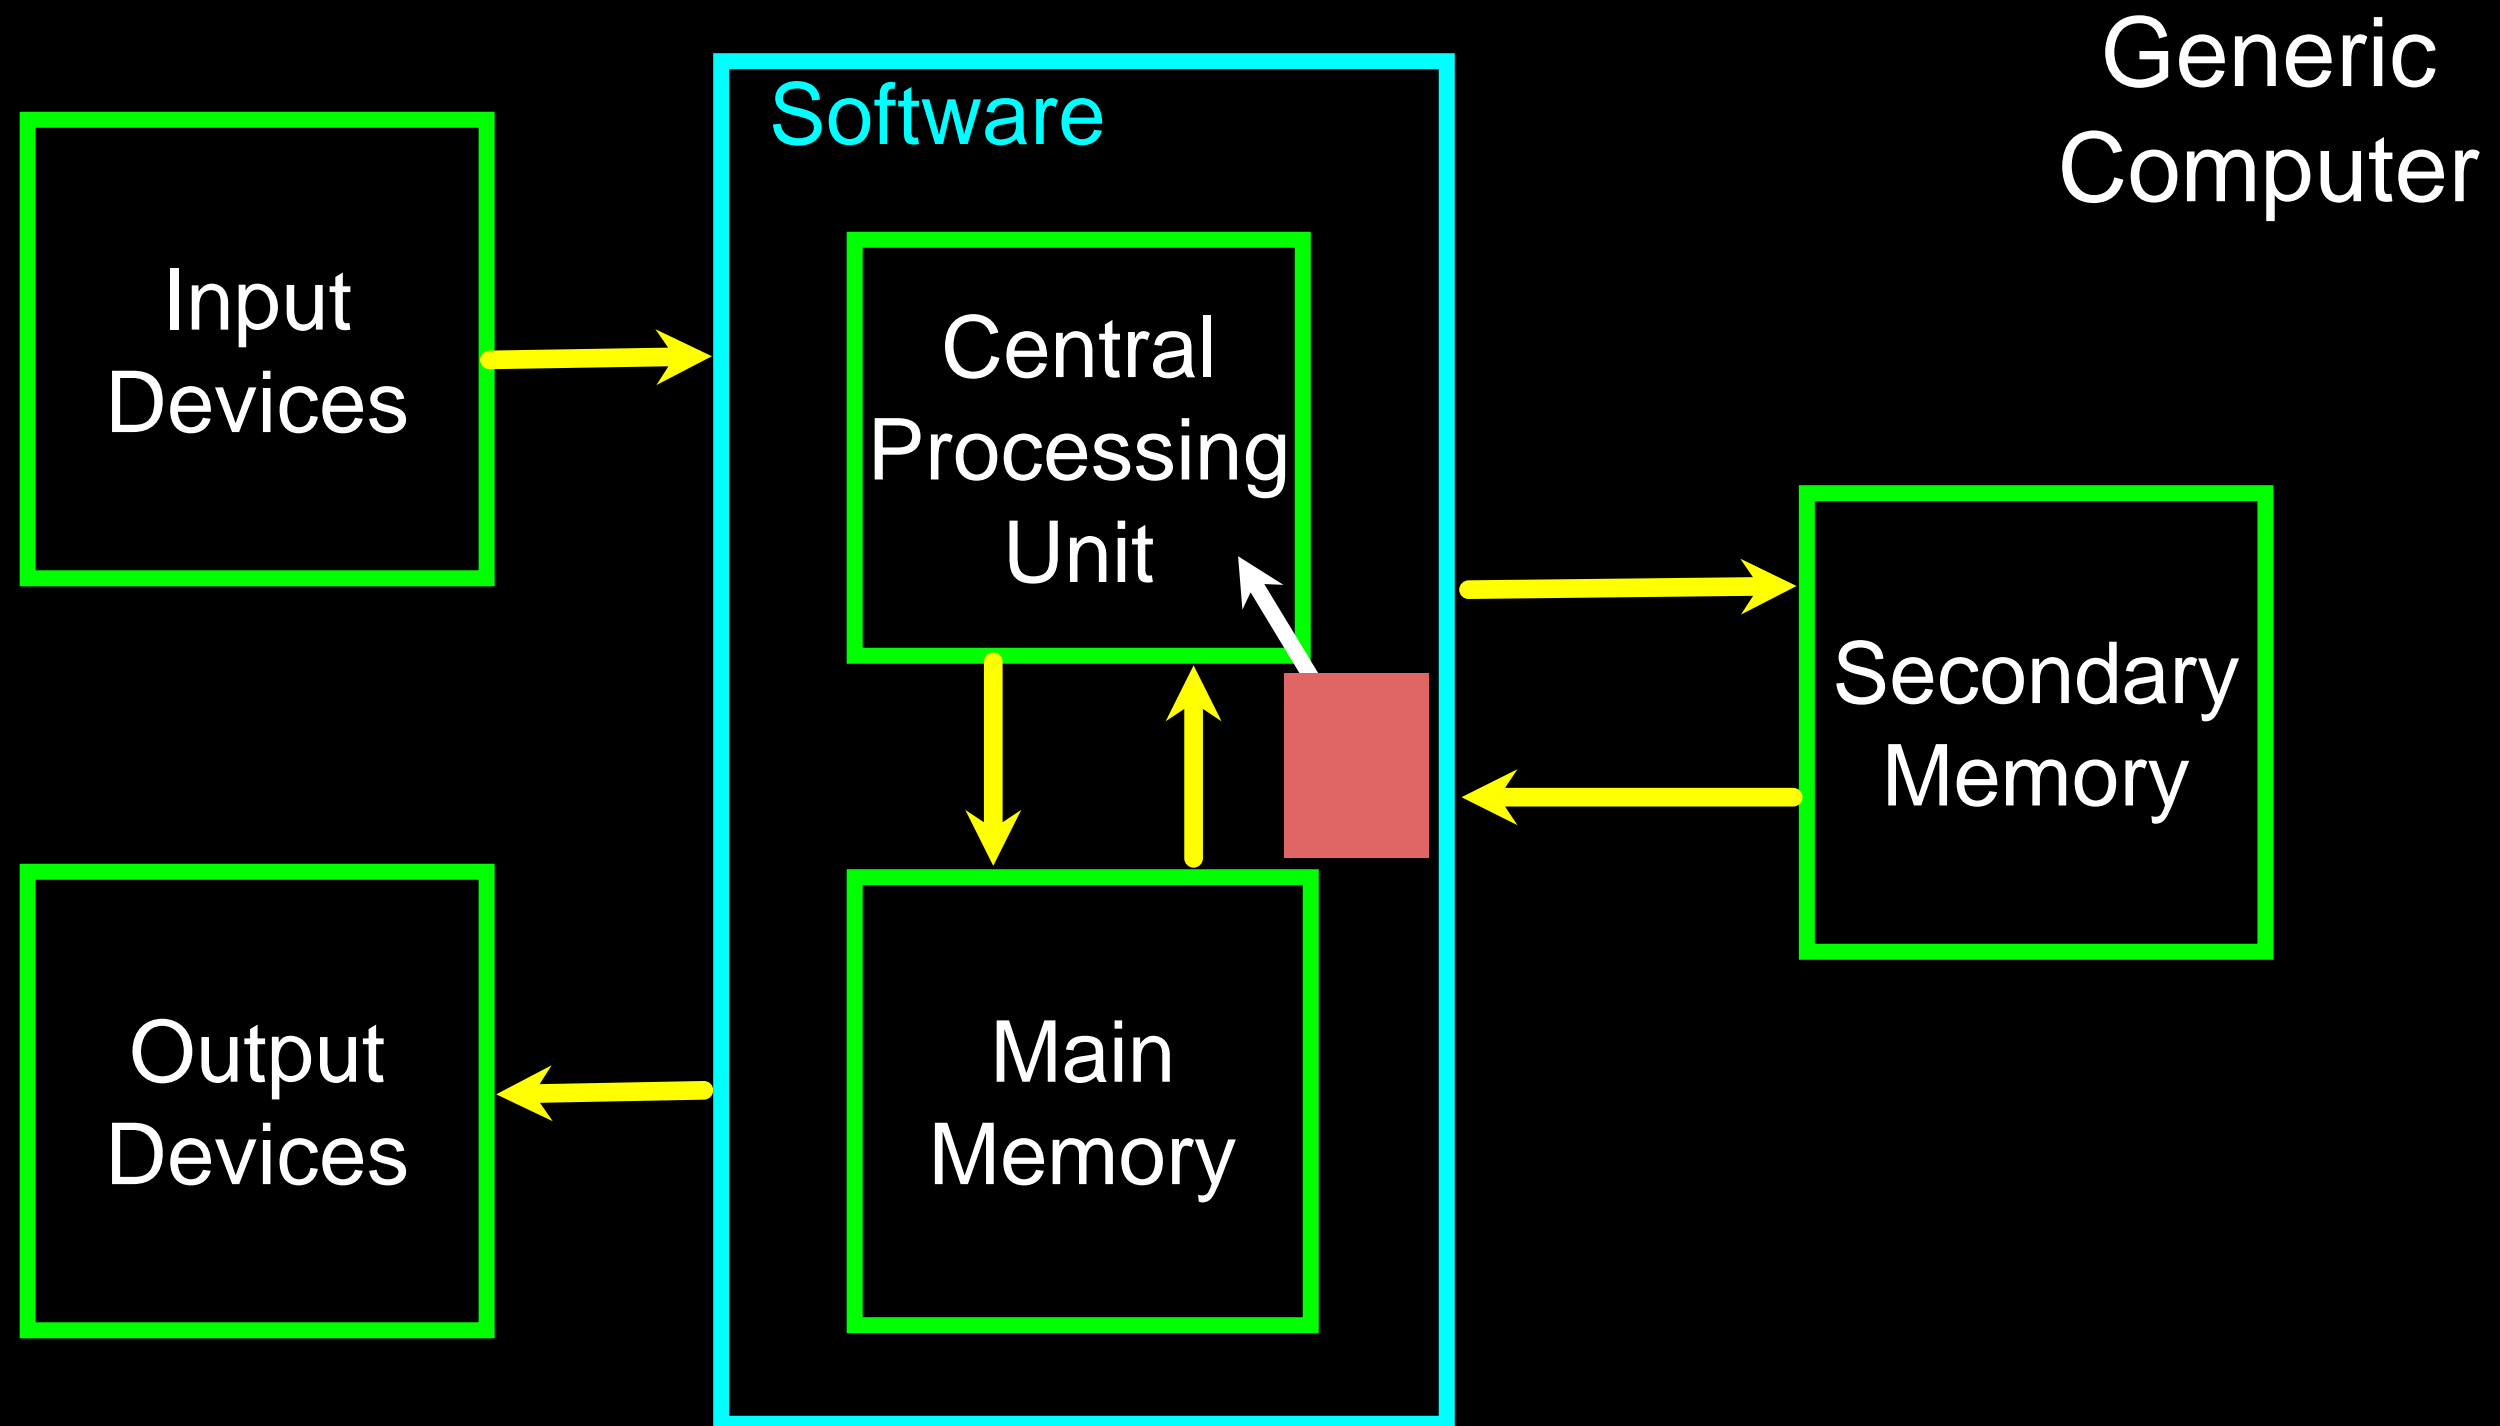 Generic
Computer
Software
Input
Devices
Central
Processing
Unit
Secondary
Memory
Output
Devices
Main
Memory